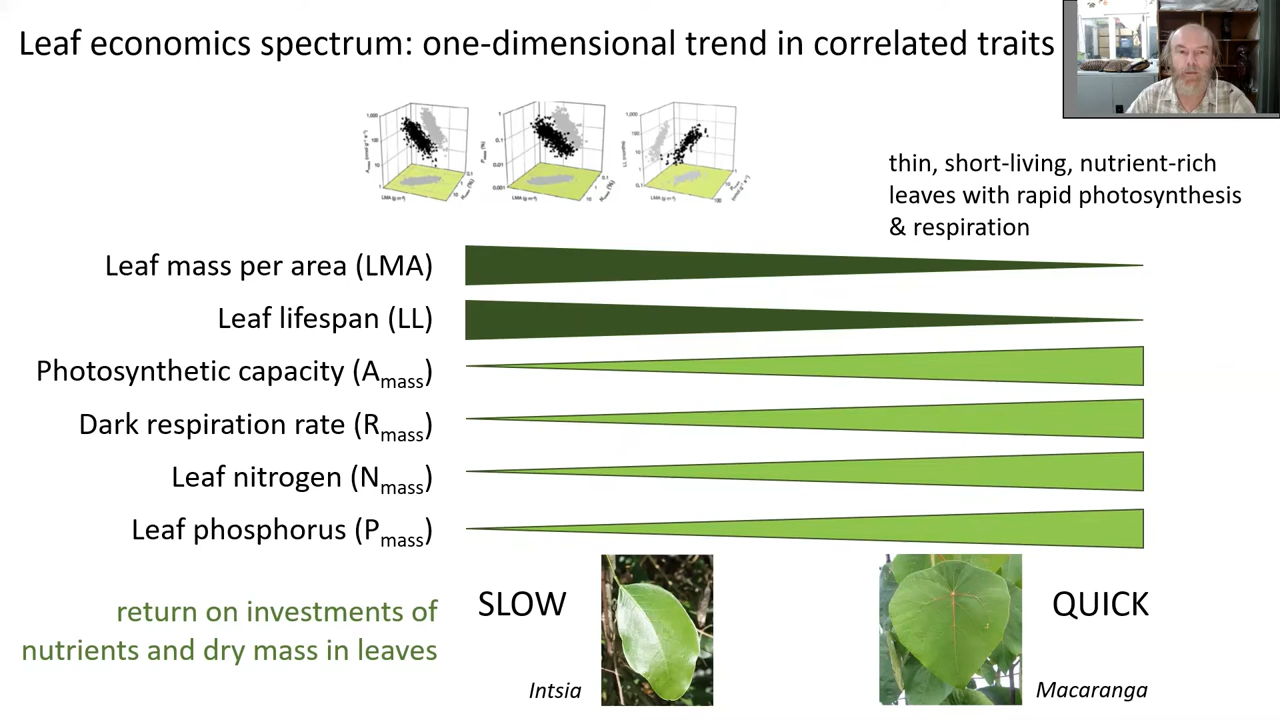 Leaf economics spectrum: one-dimensional trend in correlated traits
thin, short-living, nutrient-rich
leaves with rapid photosynthesis
& respiration
Leaf mass per area (LMA)
Leaf lifespan (LL)
Photosynthetic capacity (Amass)
Dark respiration rate (Rmass)
Leaf nitrogen (Nmass)
Leaf phosphorus (Pmass)
return on investments of
nutrients and dry mass in leaves
SLOW
QUICK
Intsia
Macaranga